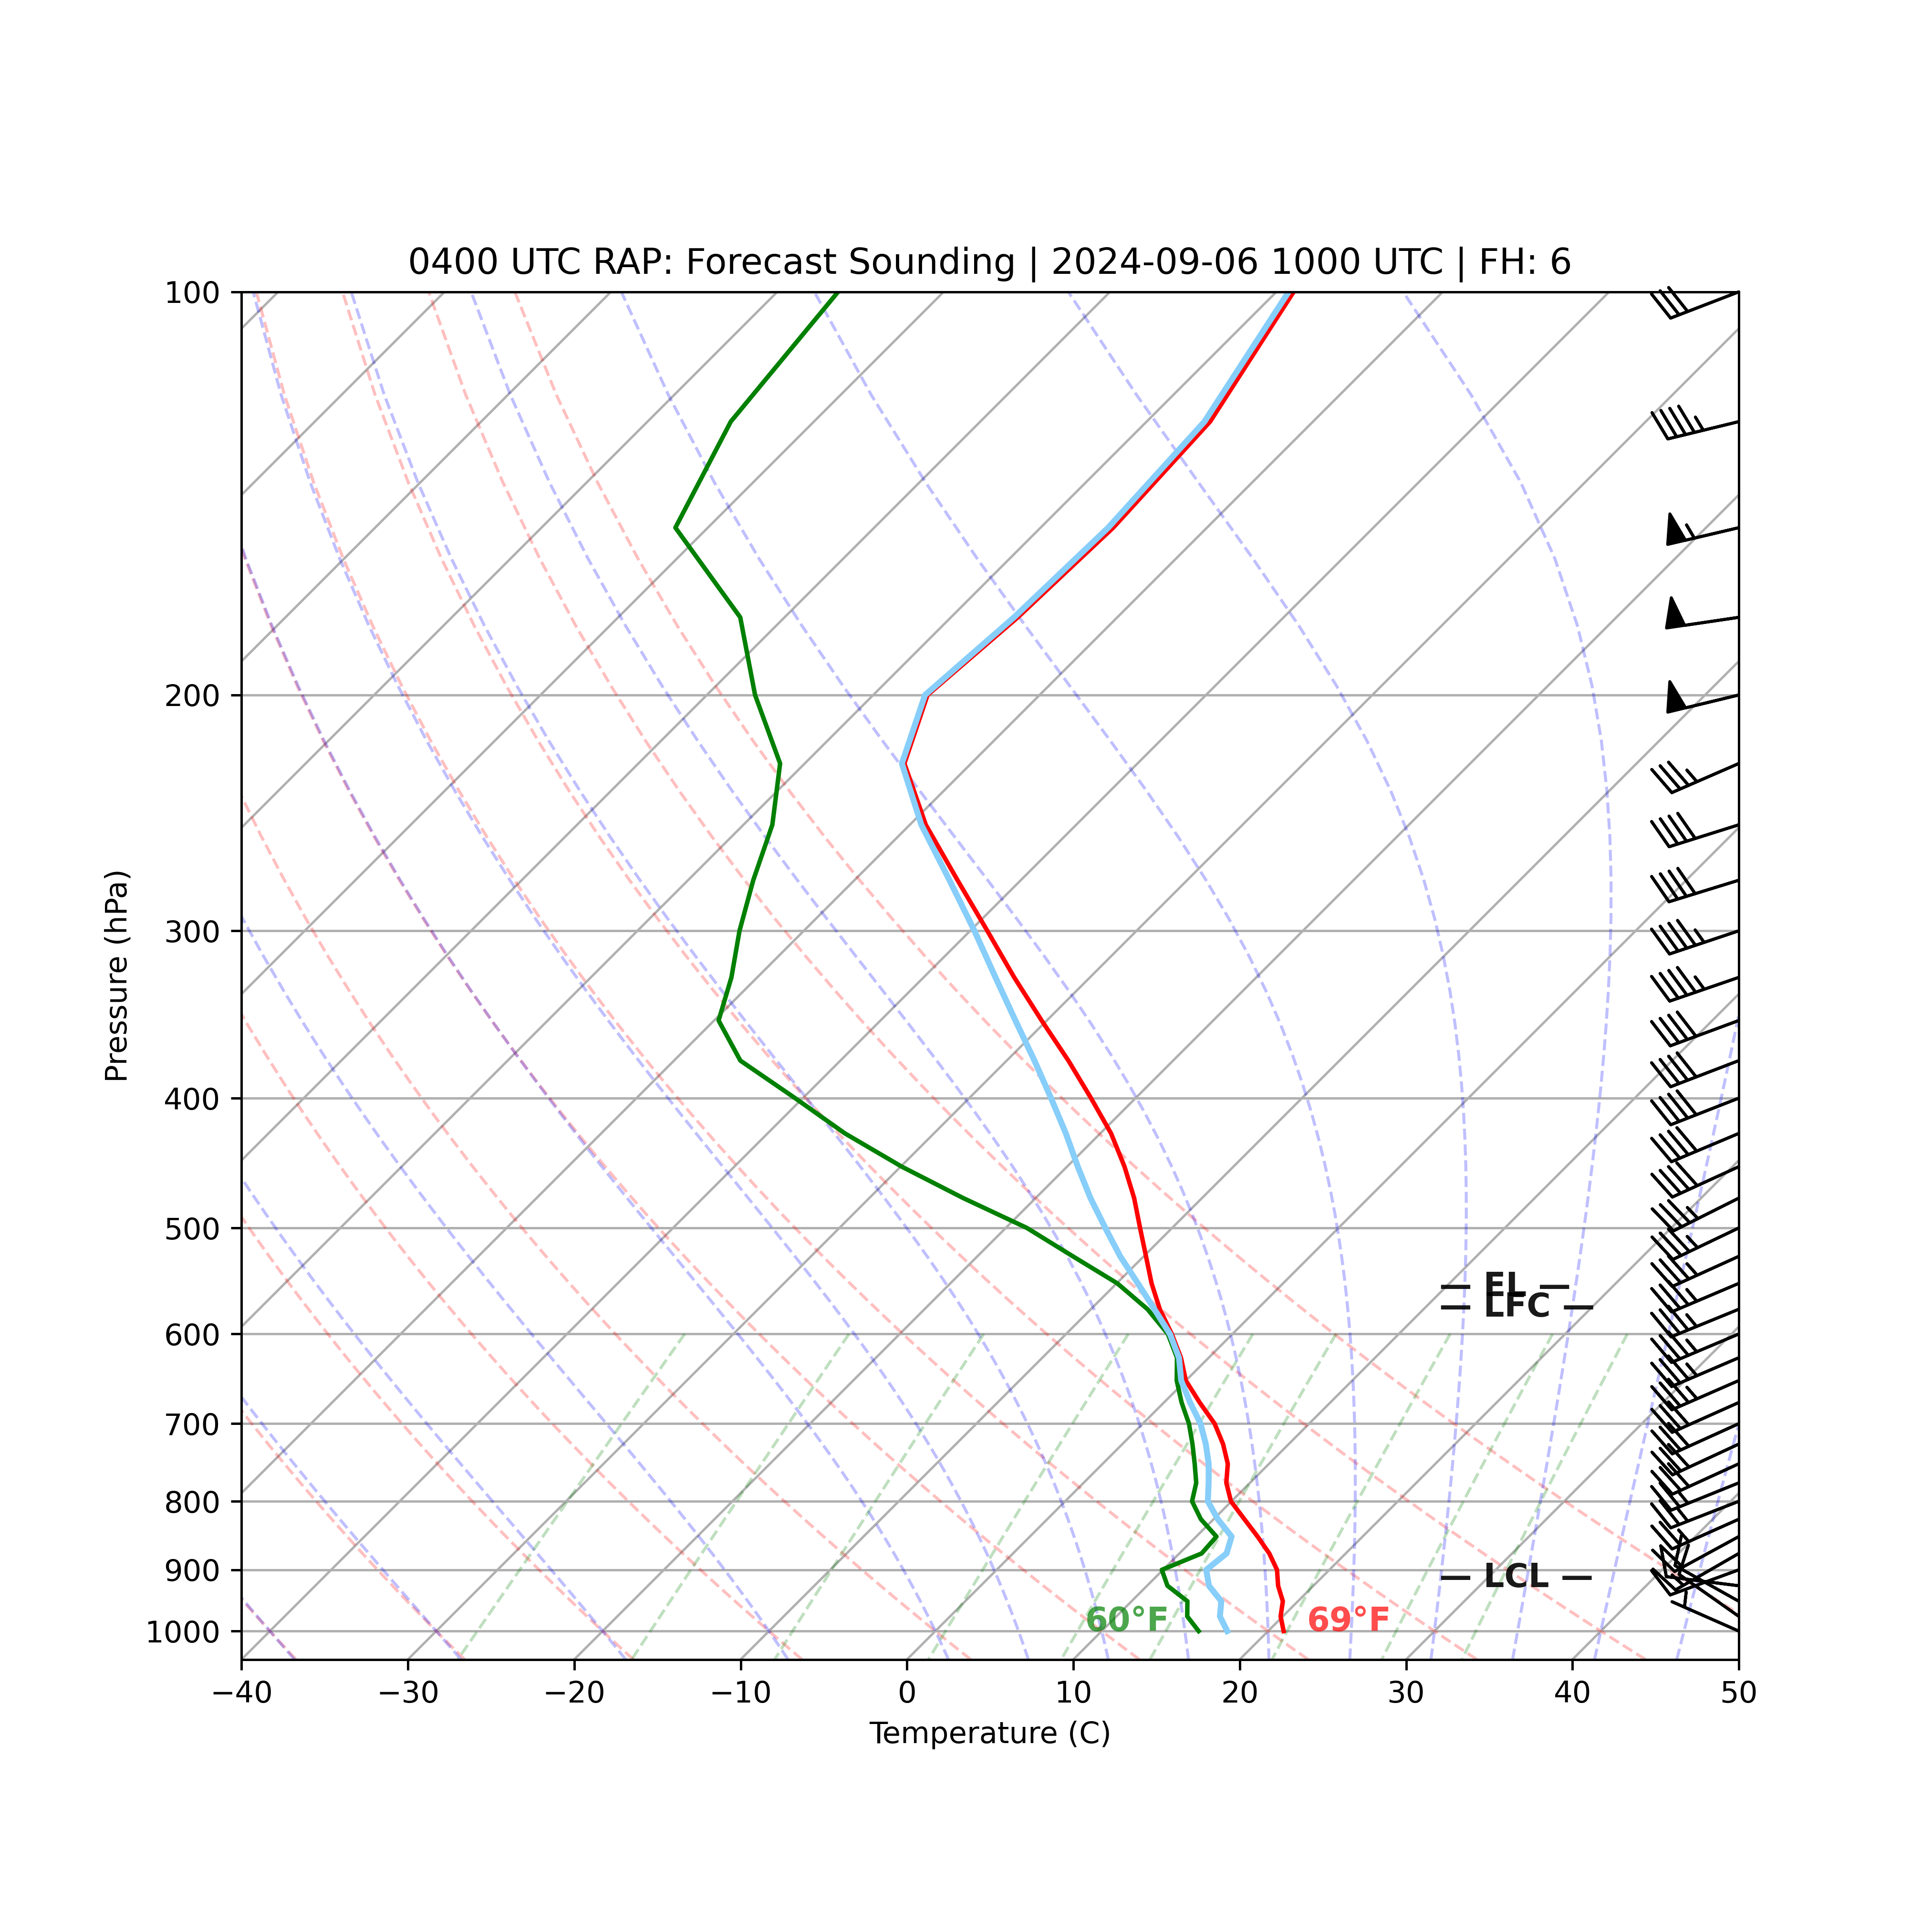 0400 UTC RAP: Forecast Sounding | 2024-09-06 1000 UTC | FH: 6
100
200
300
400
500
600
700
800
900
1000
Pressure (hPa)
— EL —
— LFC —
— LCL —
60°F
69°F
−40 −30 −20 −10 0 10 20 30 40 50
Temperature (C)